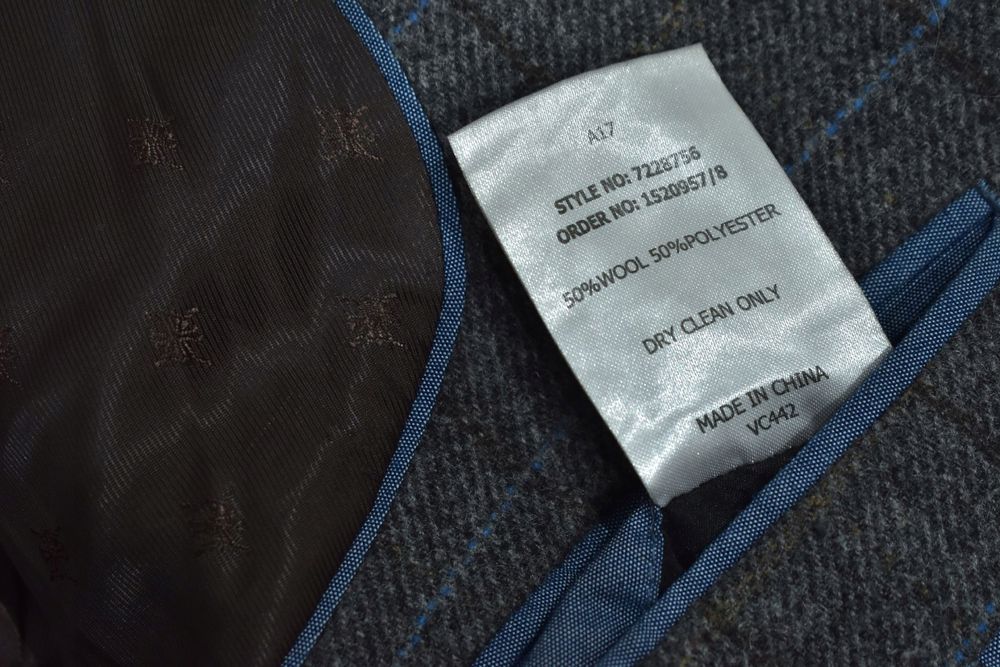 A17
STYLE NO: 7228756
ORDER NO: 1520957/8
50%WOOL 50%POLYESTER
DRY CLEAN ONLY
MADE IN CHINA
VC442